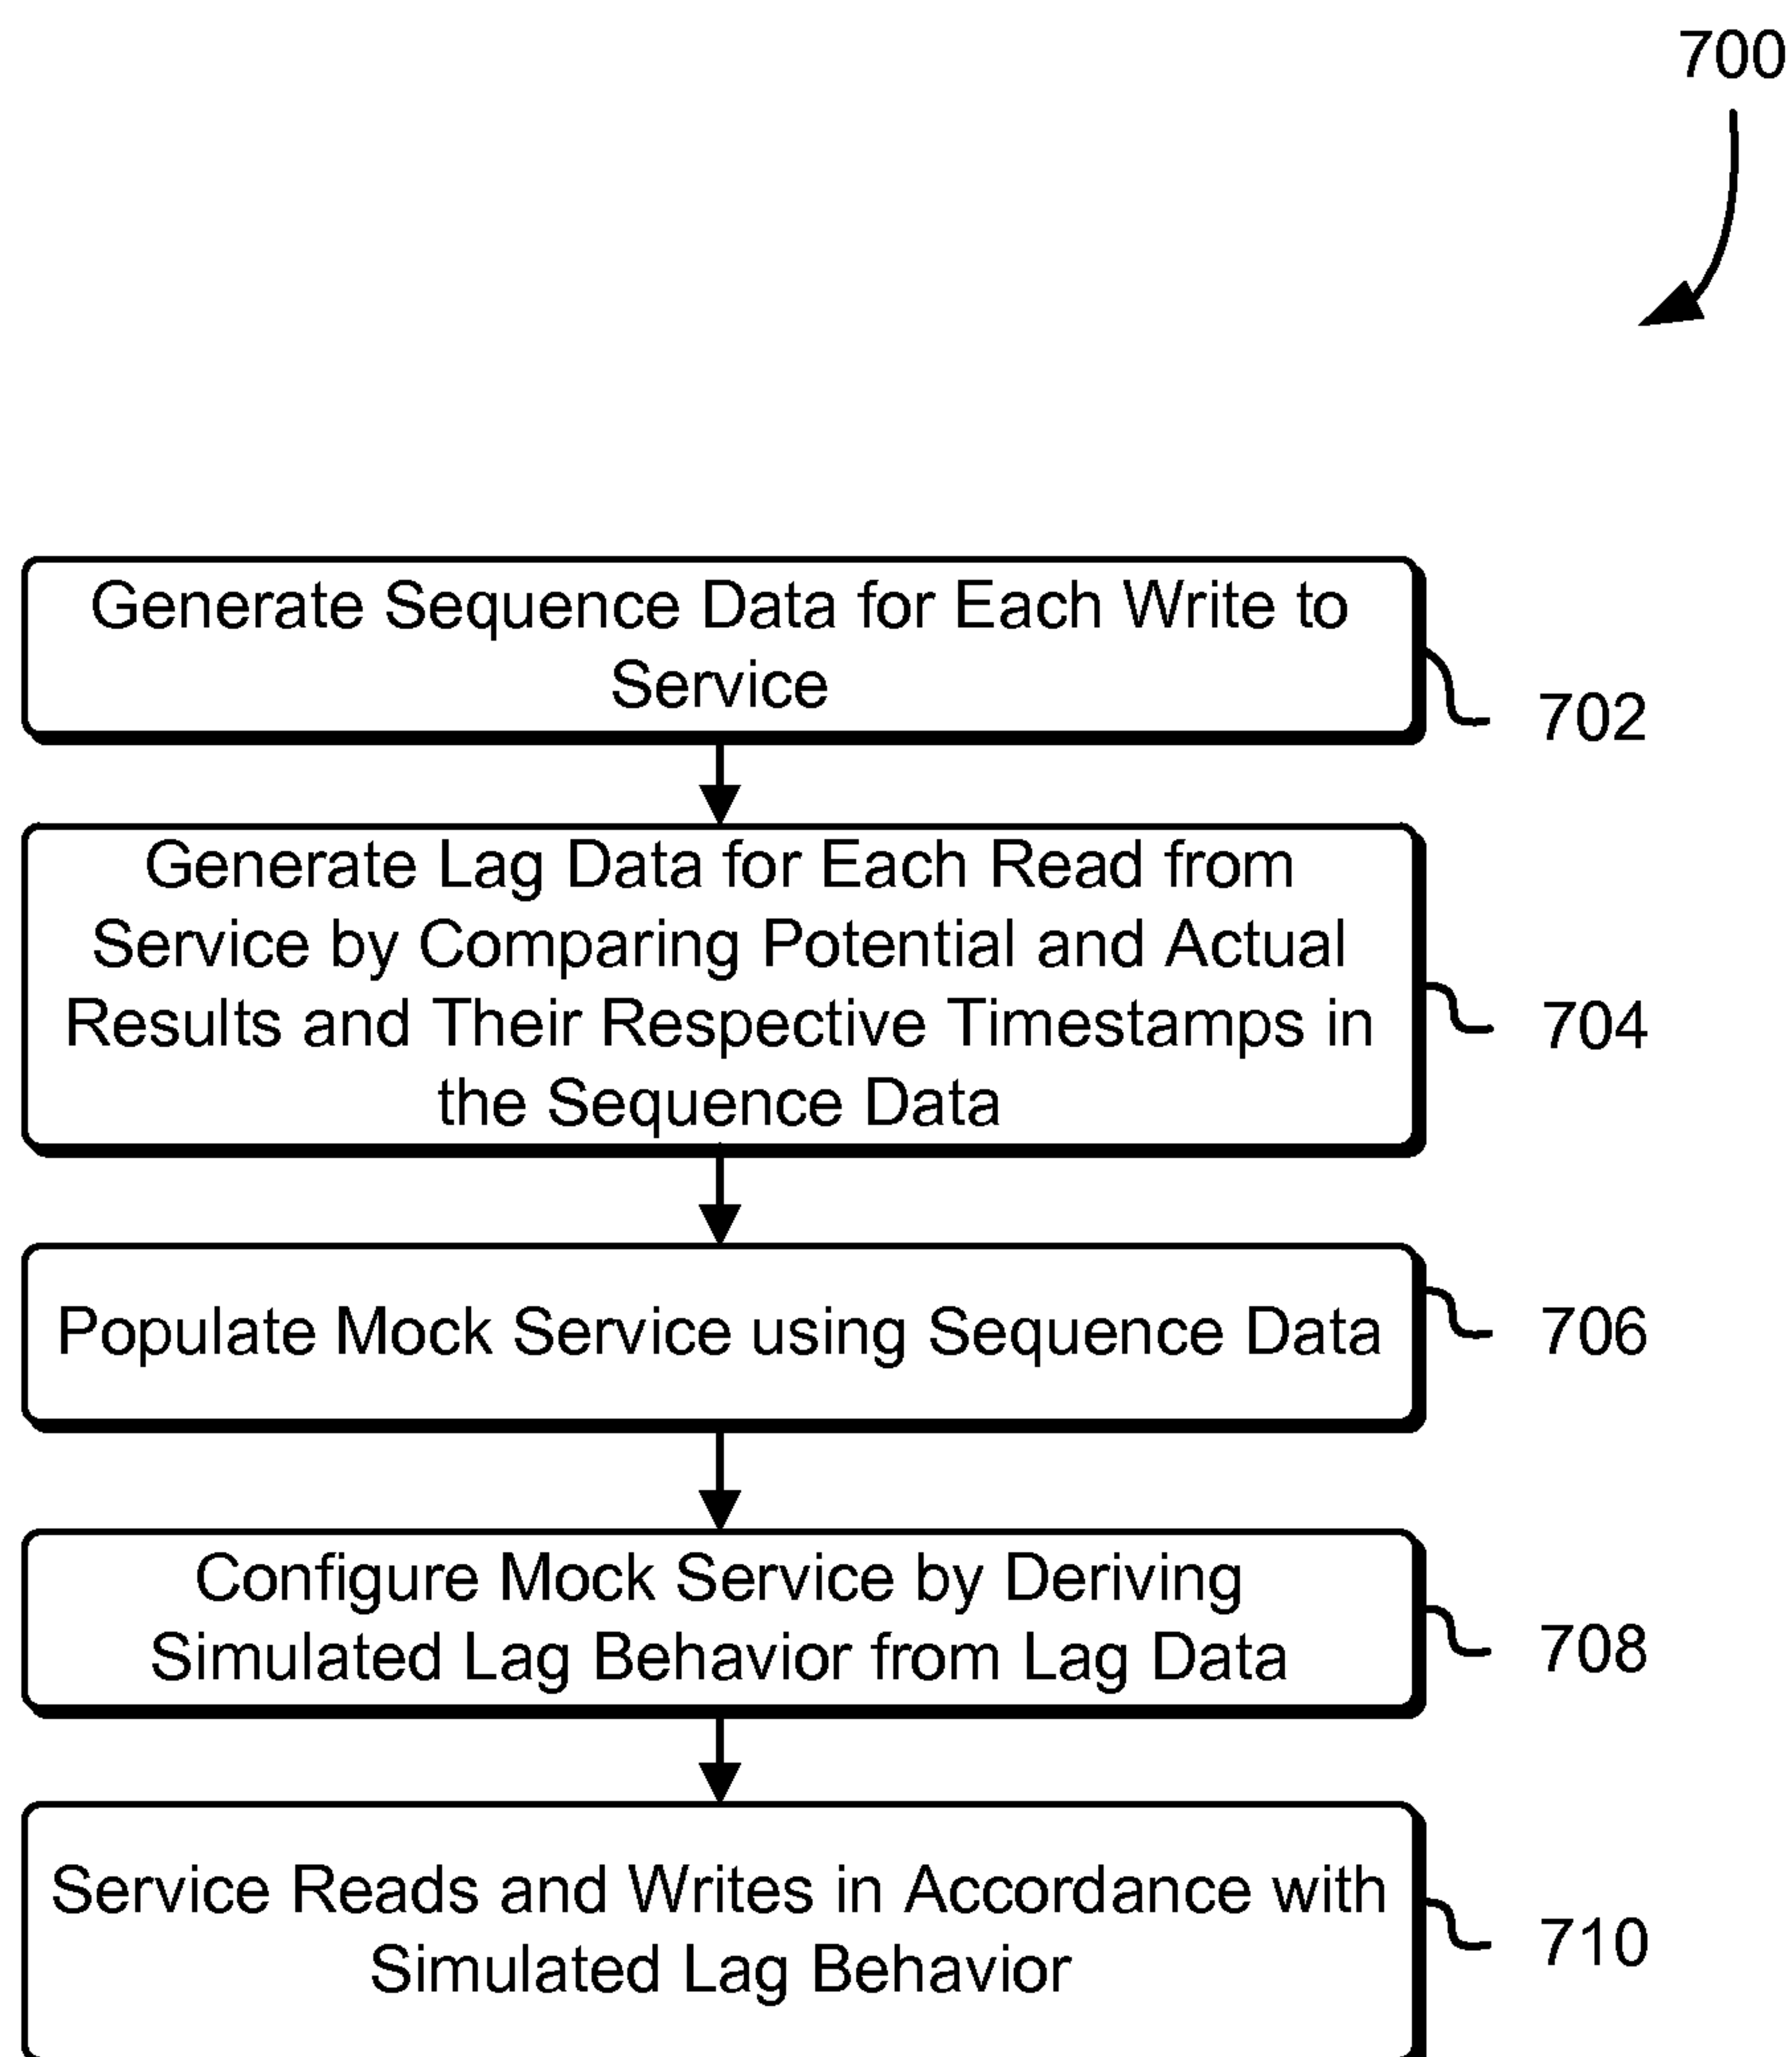 700
Generate Sequence Data for Each Write to
Service
702
Generate Lag Data for Each Read from
Service by Comparing Potential and Actual
Results and Their Respective Timestamps in
the Sequence Data
704
Populate Mock Service using Sequence Data
706
Configure Mock Service by Deriving
Simulated Lag Behavior from Lag Data
708
Service Reads and Writes in Accordance with
Simulated Lag Behavior
710